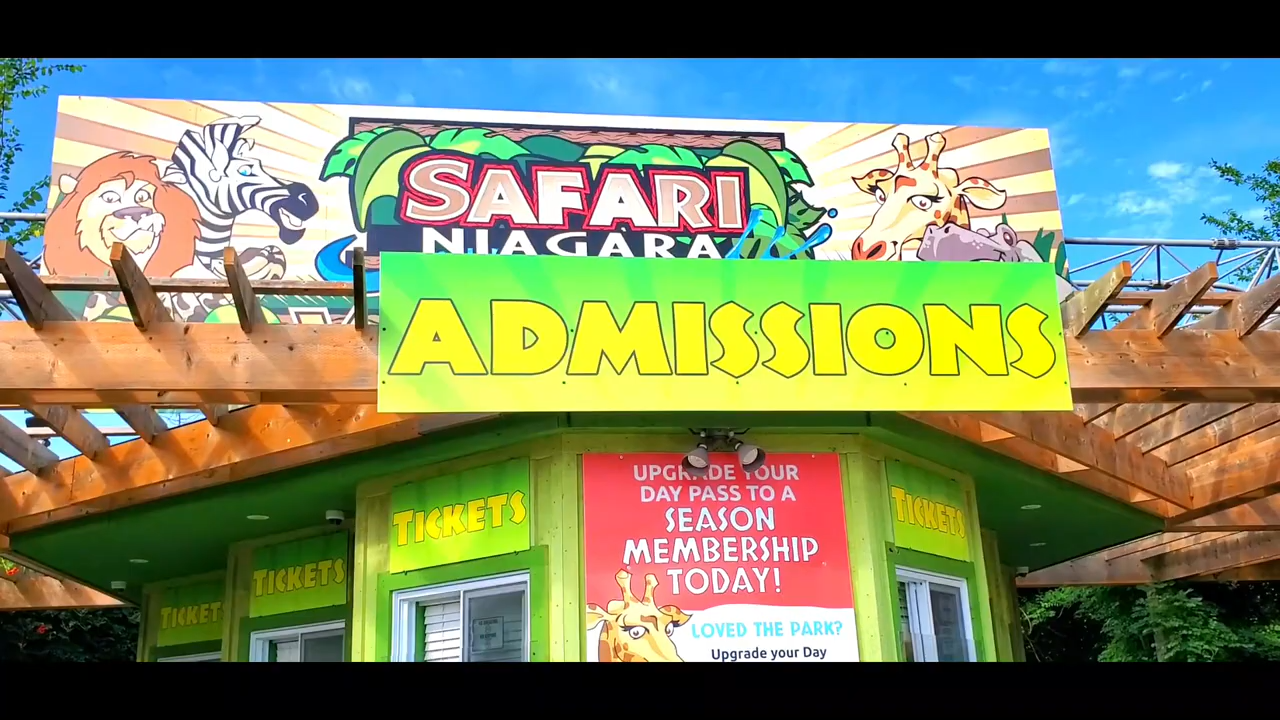 SAFARI
NIAGARA
ADMISSIONS
UPGRADE YOUR
DAY PASS TO A
SEASON
MEMBERSHIP
TODAY!
LOVED THE PARK?
Upgrade your Day
TICKETS
TICKETS
TICKETS
TICKETS